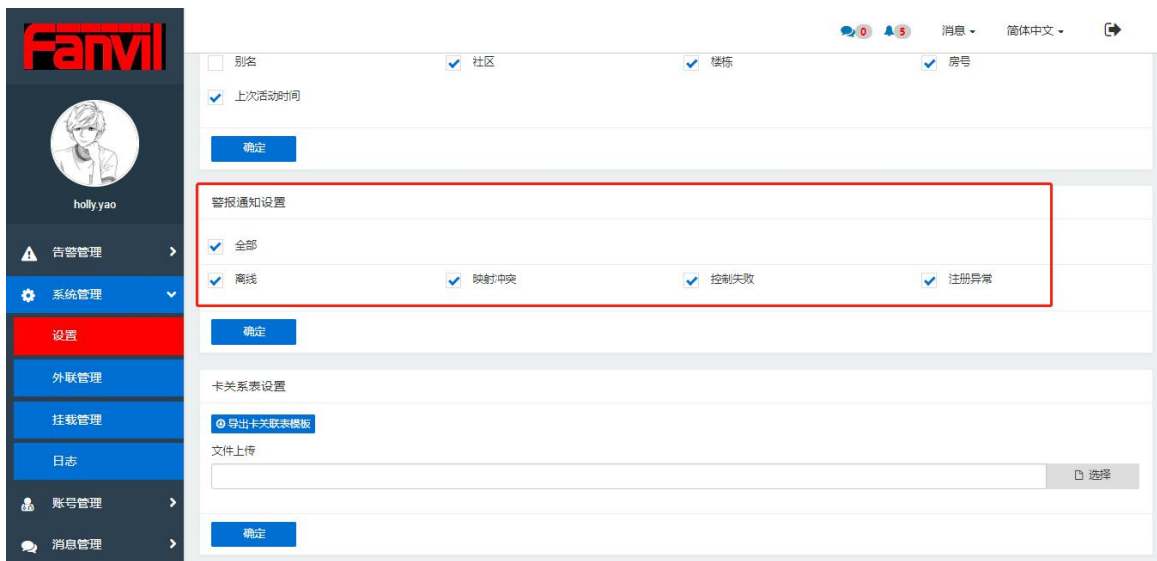 Fanvil
0 5 消息 简体中文
别名 社区 楼栋 房号
上次活动时间
确定
holly.yao
警报通知设置
告警管理
全部
系统管理
离线 映射冲突 控制失败 注册异常
设置
确定
外联管理
卡关系表设置
挂载管理
导出卡关联表模板
文件上传
日志
选择
账号管理
确定
消息管理